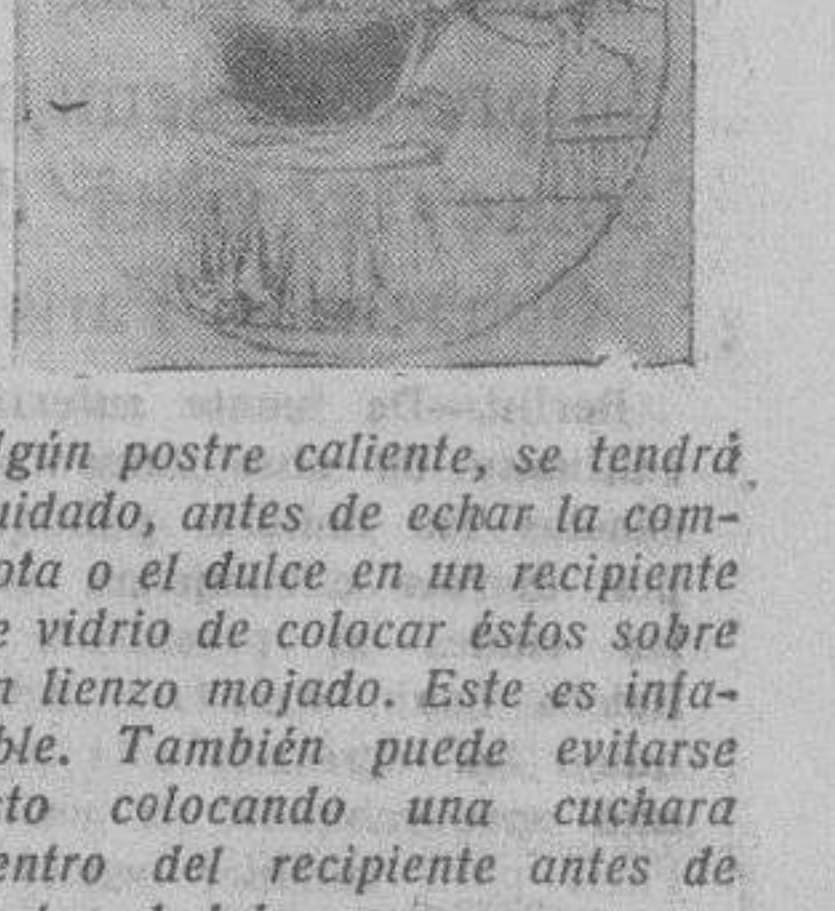 lgún postre caliente, se tendrá
uidado, antes de echar la com-
ota o el dulce en un recipiente
e vidrio de colocar éstos sobre
n lienzo mojado. Este es infa-
ble. También puede evitarse
sto colocando una cuchara
entro del recipiente antes de